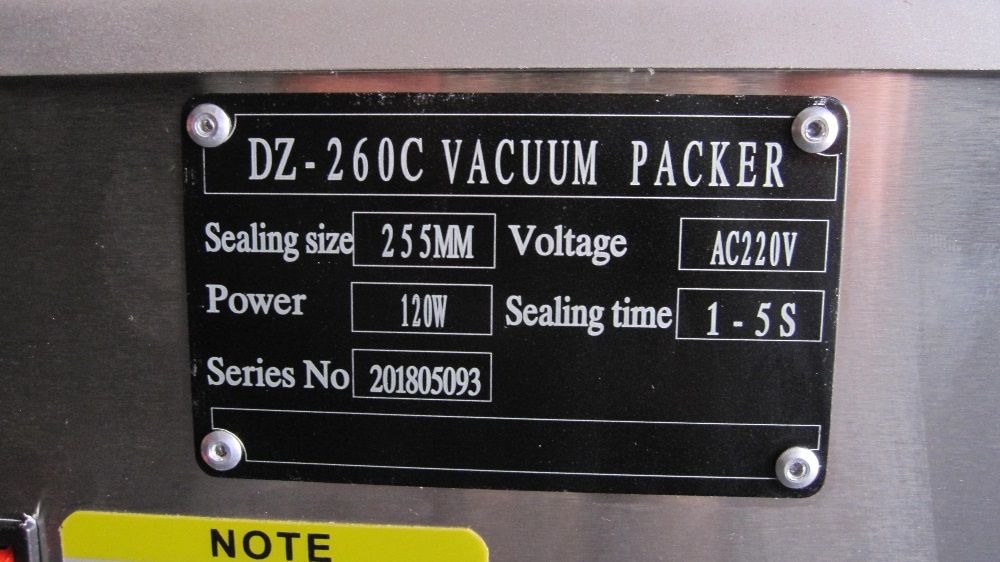 DZ-260C VACUUM PACKER
Sealing size 255MM Voltage AC220V
Power 120W Sealing time 1-5S
Series No 201805093
NOTE